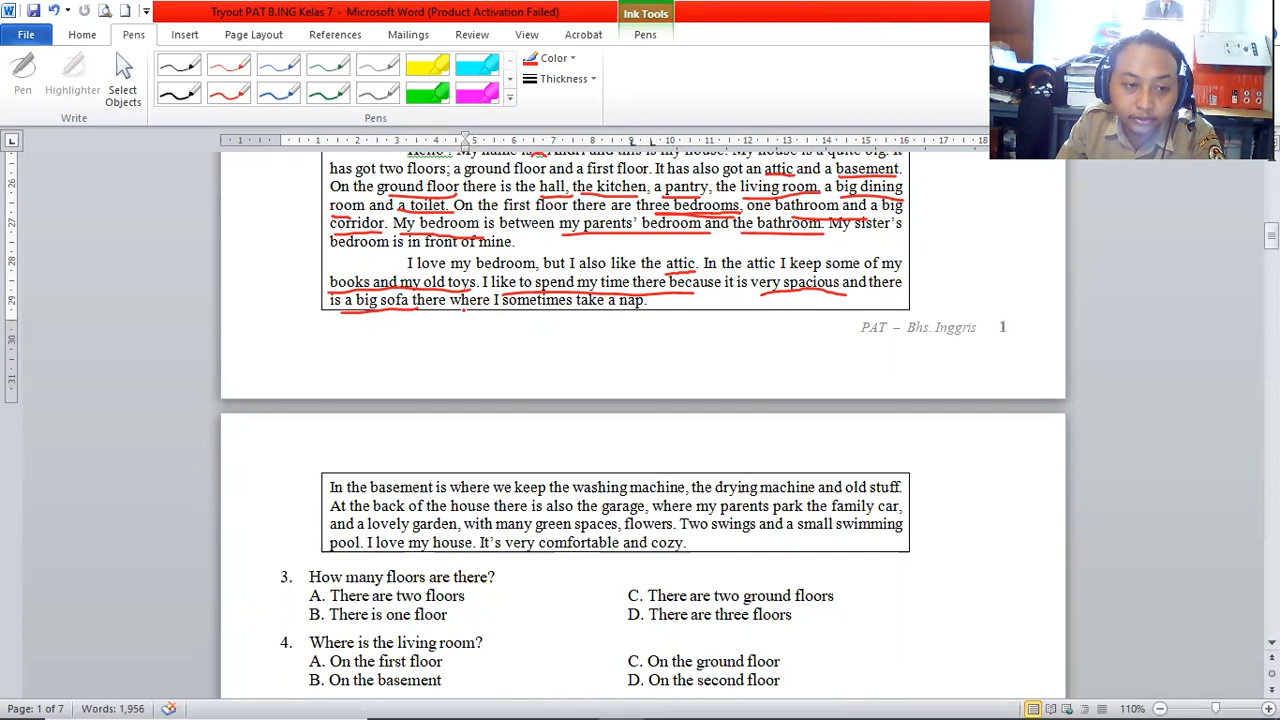 Tryout PAT B.ING Kelas 7 - Microsoft Word (Product Activation Failed)
Ink Tools
File
Home
Pens
Insert
Page Layout
References
Mailings
Review
View
Acrobat
Pens
Pen
Highlighter
Select Objects
Color
Thickness
Write
Pens
has got two floors; a ground floor and a first floor. It has also got an attic and a basement.
On the ground floor there is the hall, the kitchen, a pantry, the living room, a big dining
room and a toilet. On the first floor there are three bedrooms, one bathroom and a big
corridor. My bedroom is between my parents' bedroom and the bathroom. My sister's
bedroom is in front of mine.
I love my bedroom, but I also like the attic. In the attic I keep some of my
books and my old toys. I like to spend my time there because it is very spacious and there
is a big sofa there where I sometimes take a nap.
PAT – Bhs. Inggris 1
In the basement is where we keep the washing machine, the drying machine and old stuff.
At the back of the house there is also the garage, where my parents park the family car,
and a lovely garden, with many green spaces, flowers. Two swings and a small swimming
pool. I love my house. It's very comfortable and cozy.
3. How many floors are there?
A. There are two floors C. There are two ground floors
B. There is one floor D. There are three floors
4. Where is the living room?
A. On the first floor C. On the ground floor
B. On the basement D. On the second floor
Page: 1 of 7 Words: 1,956 110%